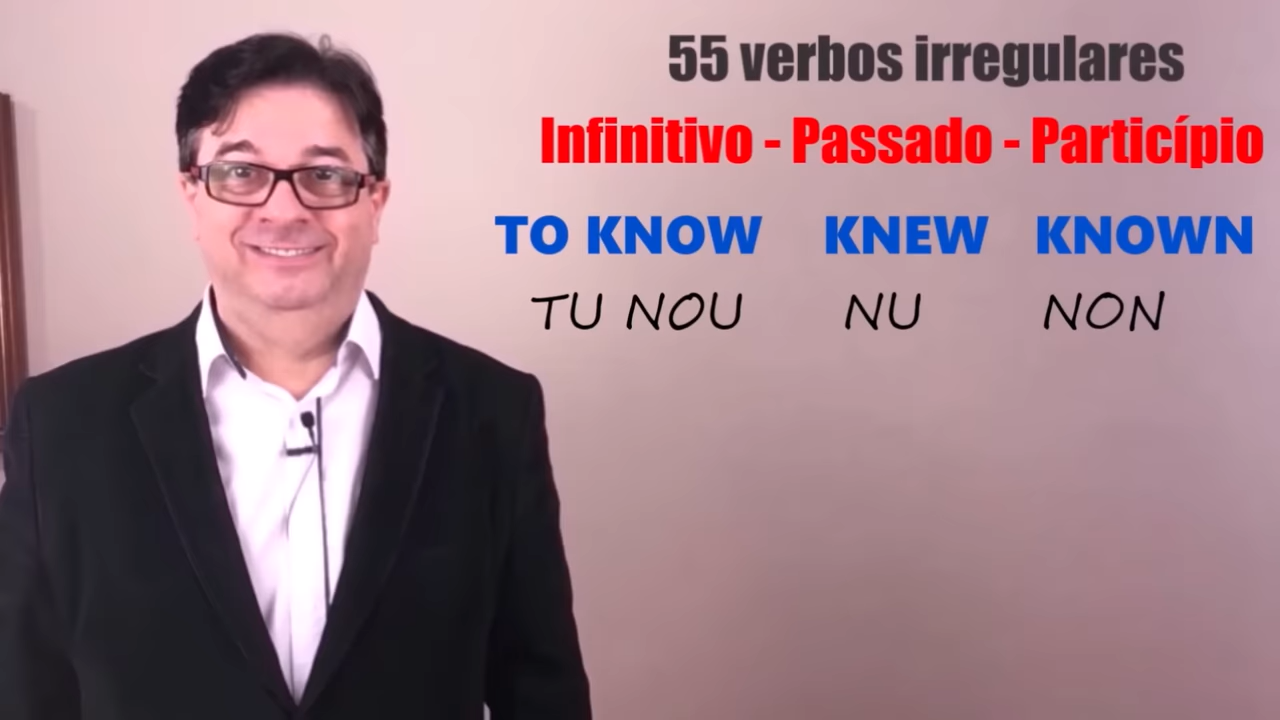 55 verbos irregulares
Infinitivo - Passado - Particípio
TO KNOW KNEW KNOWN
TU NOU NU NON